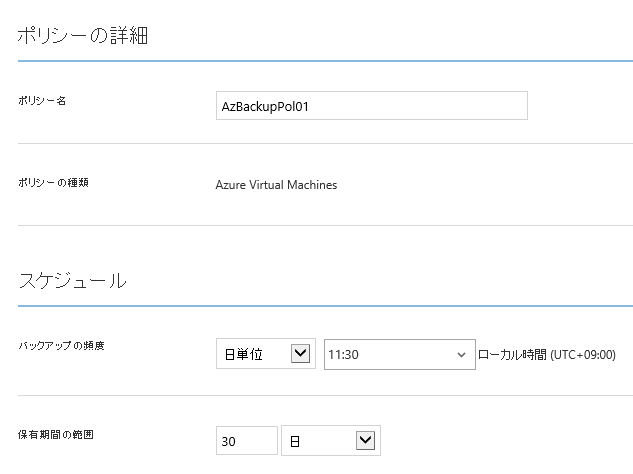 ポリシーの詳細
ポリシー名 AzBackupPol01
ポリシーの種類 Azure Virtual Machines
スケジュール
バックアップの頻度 日単位 11:30 ローカル時間 (UTC+09:00)
保有期間の範囲 30 日